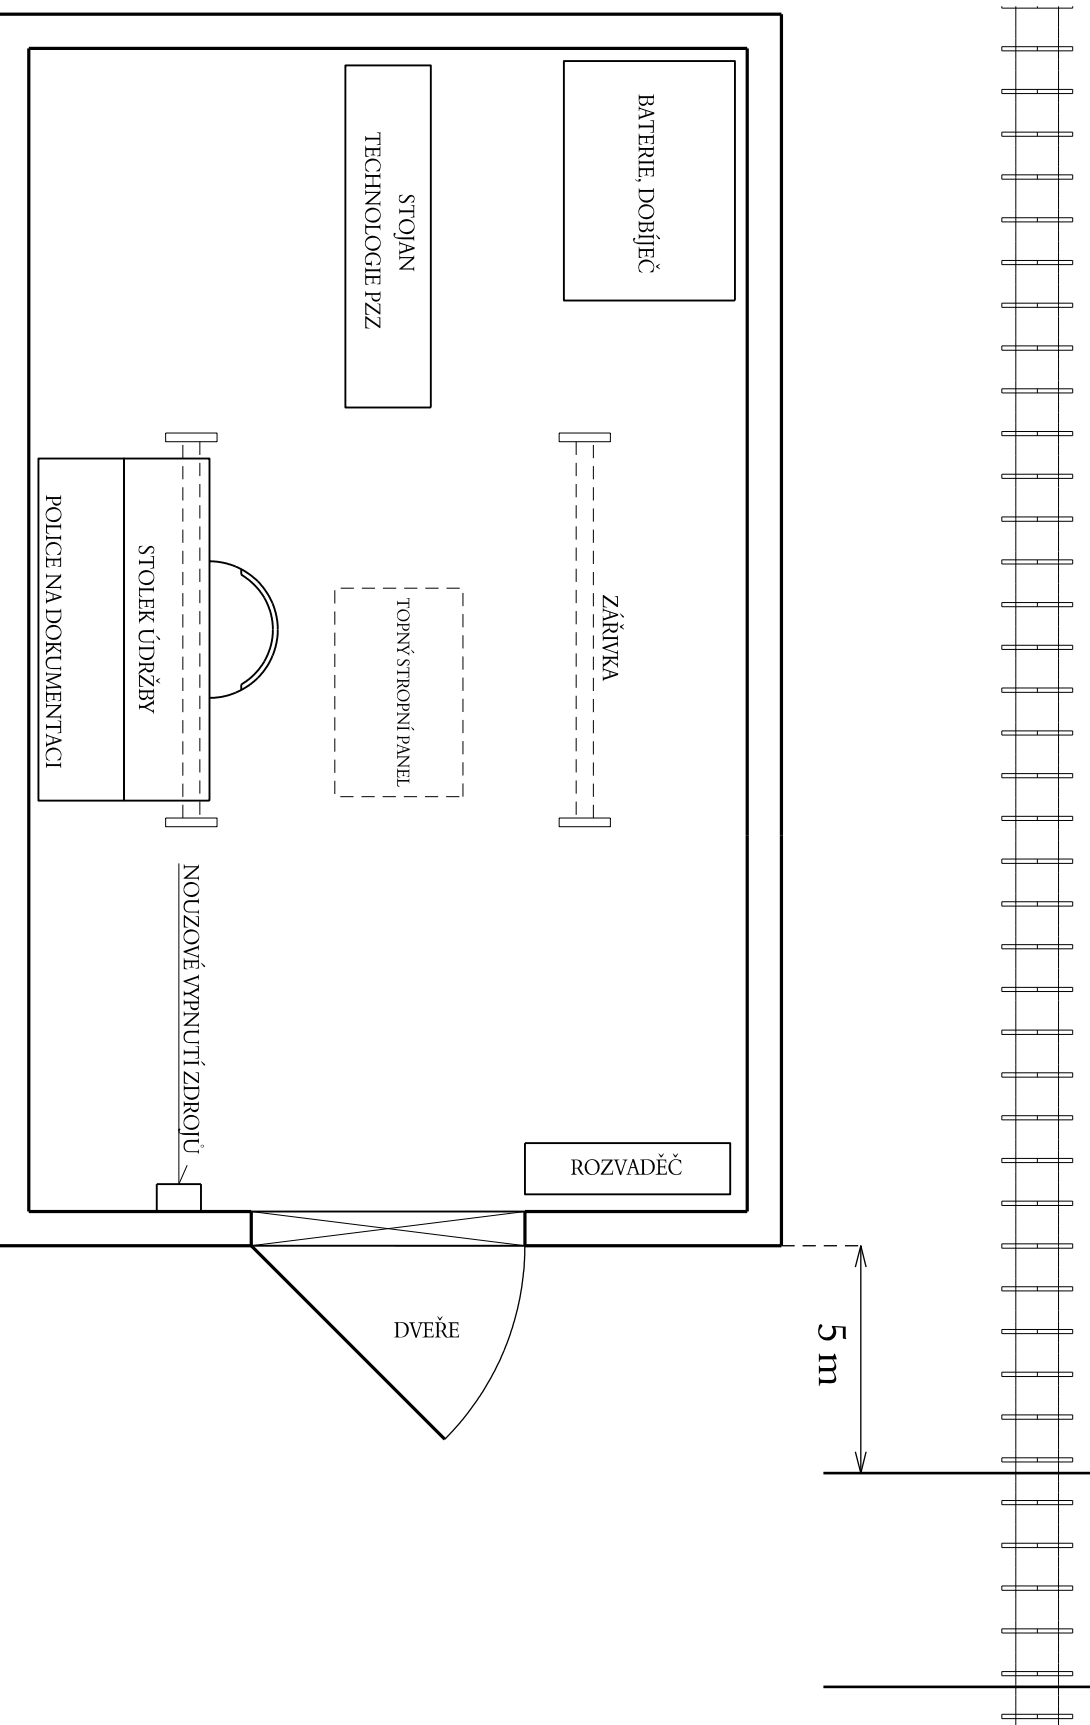 BATERIE, DOBÍJEČ
STOJAN
TECHNOLOGIE PZZ
ZÁŘIVKA
TOPNÝ STROPNÍ PANEL
STOLEK ÚDRŽBY
POLICE NA DOKUMENTACI
NOUZOVÉ VYPNUTÍ ZDROJŮ
ROZVADĚČ
DVEŘE
5 m